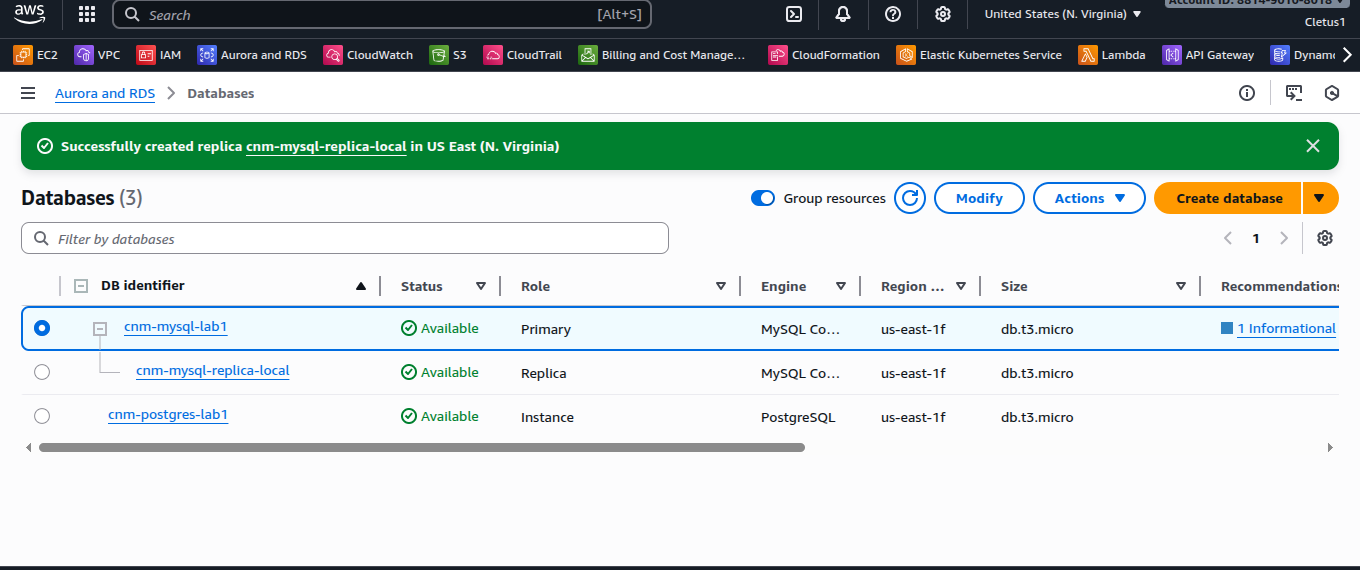 aws
Search [Alt+S] United States (N. Virginia)
Account ID: 8814-9010-8018
Cletus1
EC2 VPC IAM Aurora and RDS CloudWatch S3 CloudTrail Billing and Cost Manage... CloudFormation Elastic Kubernetes Service Lambda API Gateway Dynam
Aurora and RDS Databases
Successfully created replica cnm-mysql-replica-local in US East (N. Virginia)
Databases (3) Group resources Modify Actions Create database
Filter by databases 1
DB identifier Status Role Engine Region ... Size Recommendations
cnm-mysql-lab1 Available Primary MySQL Co... us-east-1f db.t3.micro 1 Informational
cnm-mysql-replica-local Available Replica MySQL Co... us-east-1f db.t3.micro
cnm-postgres-lab1 Available Instance PostgreSQL us-east-1f db.t3.micro